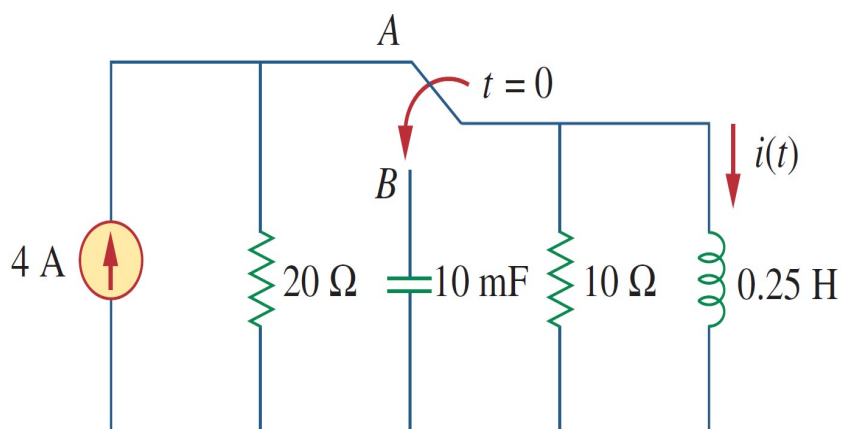 A
t = 0
B
i(t)
4 A
20 Ω
10 mF
10 Ω
0.25 H